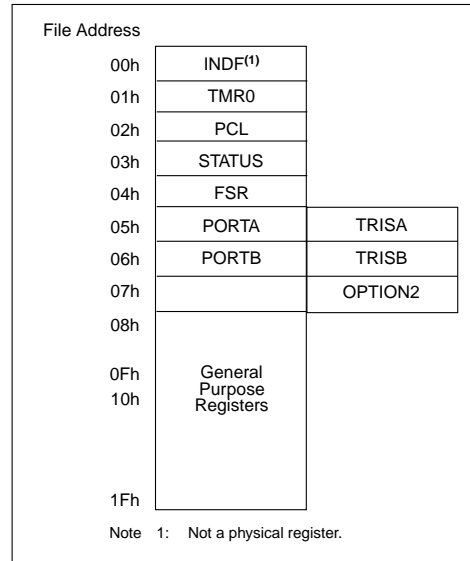 File Address
00h INDF(1)
01h TMR0
02h PCL
03h STATUS
04h FSR
05h PORTA TRISA
06h PORTB TRISB
07h OPTION2
08h
0Fh General
Purpose
10h Registers
1Fh
Note 1: Not a physical register.